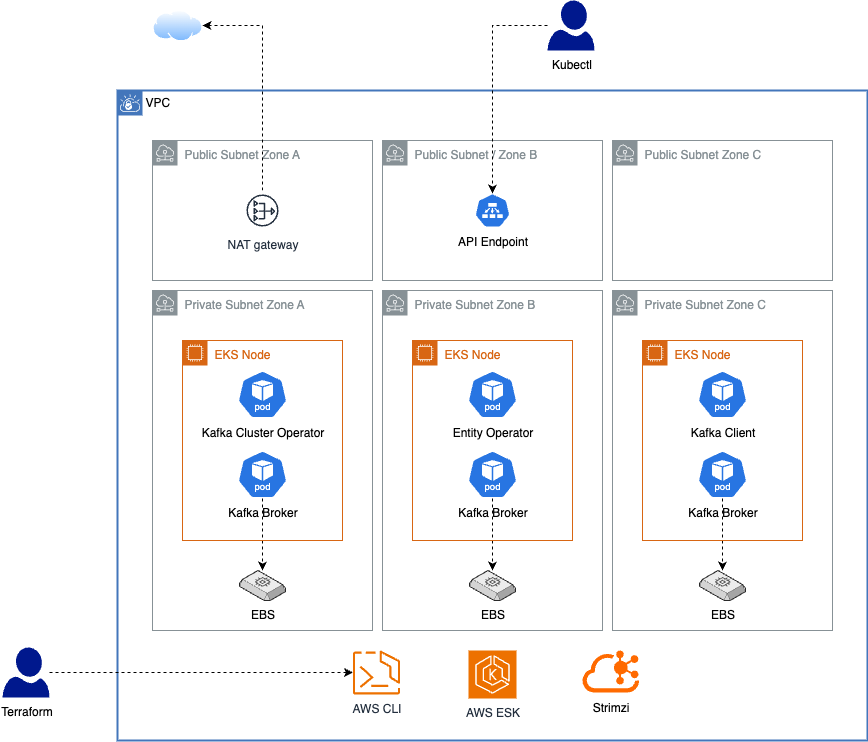 Kubectl
VPC
Public Subnet Zone A
Public Subnet / Zone B
Public Subnet Zone C
NAT gateway
API Endpoint
Private Subnet Zone A
Private Subnet Zone B
Private Subnet Zone C
EKS Node
EKS Node
EKS Node
pod
pod
pod
Kafka Cluster Operator
Entity Operator
Kafka Client
pod
pod
pod
Kafka Broker
Kafka Broker
Kafka Broker
EBS
EBS
EBS
Terraform
AWS CLI
K
AWS ESK
Strimzi